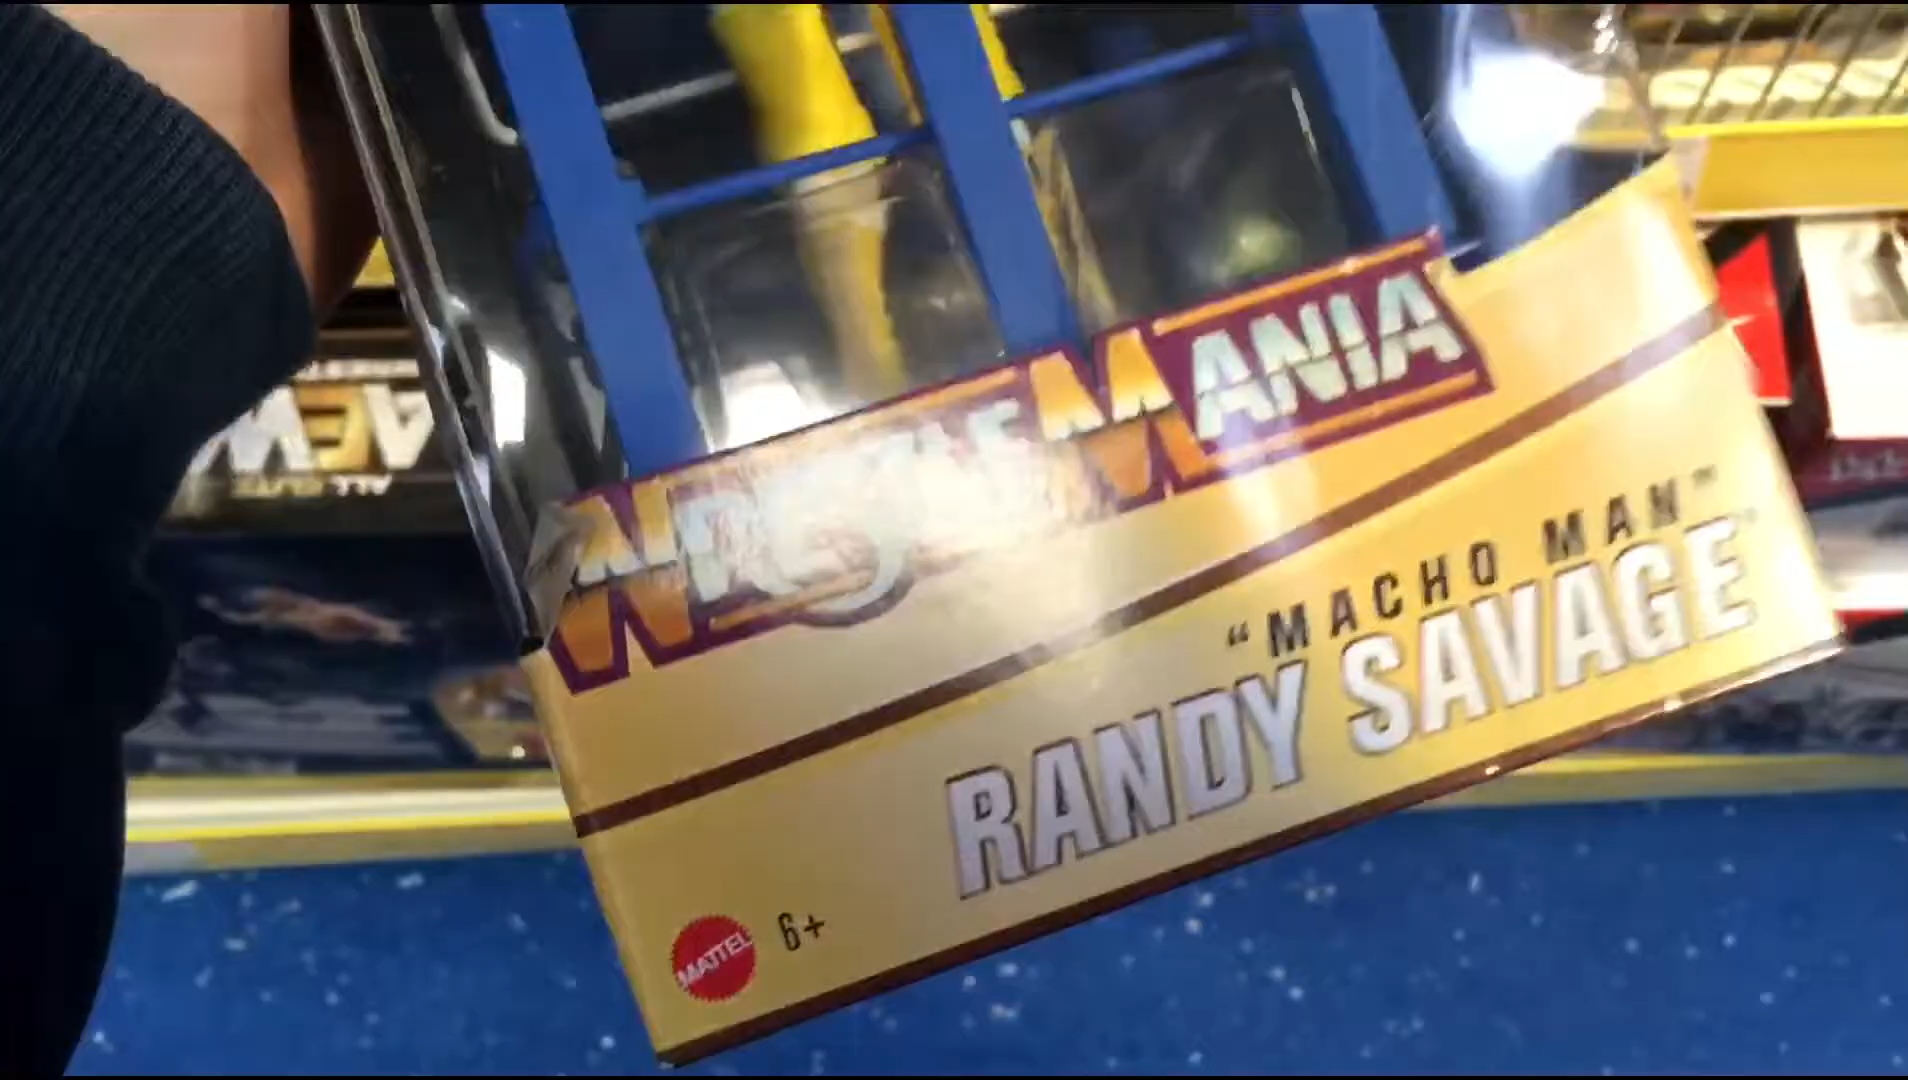 WRESTLEMANIA
"MACHO MAN"
RANDY SAVAGE
MATTEL
6+
AEW